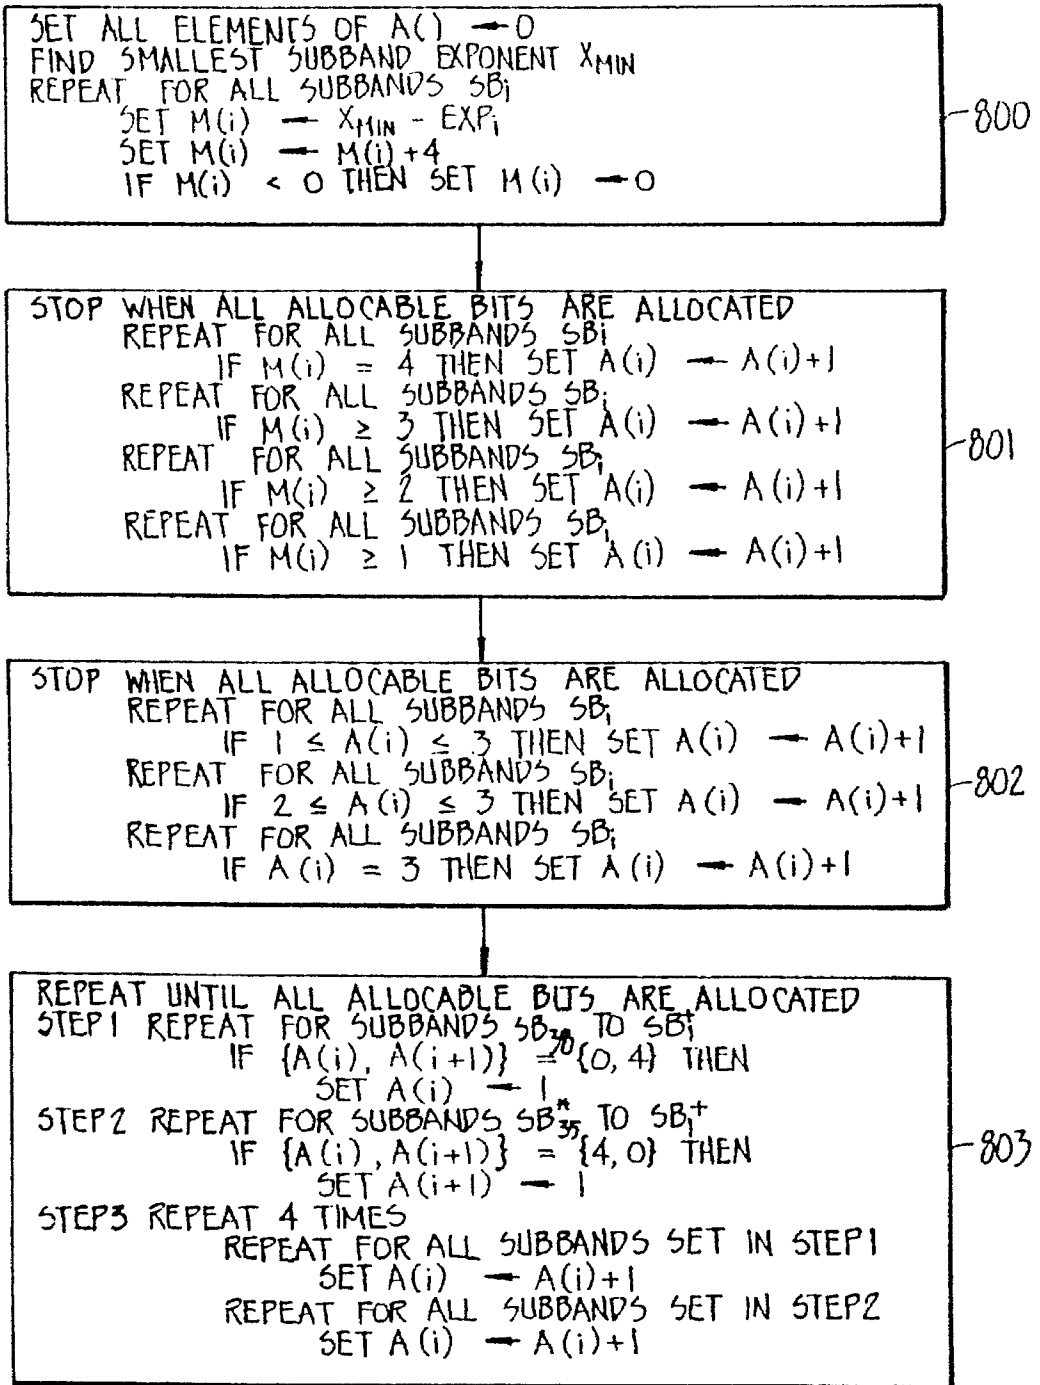 SET ALL ELEMENTS OF A() ← 0
FIND SMALLEST SUBBAND EXPONENT XMIN
REPEAT FOR ALL SUBBANDS SBi
SET M(i) ← XMIN - EXPi
SET M(i) ← M(i)+4
IF M(i) < 0 THEN SET M(i) ← 0
800
STOP WHEN ALL ALLOCABLE BITS ARE ALLOCATED
REPEAT FOR ALL SUBBANDS SBi
IF M(i) = 4 THEN SET A(i) ← A(i)+1
REPEAT FOR ALL SUBBANDS SBi
IF M(i) ≥ 3 THEN SET A(i) ← A(i)+1
REPEAT FOR ALL SUBBANDS SBi
IF M(i) ≥ 2 THEN SET A(i) ← A(i)+1
REPEAT FOR ALL SUBBANDS SBi
IF M(i) ≥ 1 THEN SET A(i) ← A(i)+1
801
STOP WHEN ALL ALLOCABLE BITS ARE ALLOCATED
REPEAT FOR ALL SUBBANDS SBi
IF 1 ≤ A(i) ≤ 3 THEN SET A(i) ← A(i)+1
REPEAT FOR ALL SUBBANDS SBi
IF 2 ≤ A(i) ≤ 3 THEN SET A(i) ← A(i)+1
REPEAT FOR ALL SUBBANDS SBi
IF A(i) = 3 THEN SET A(i) ← A(i)+1
802
REPEAT UNTIL ALL ALLOCABLE BITS ARE ALLOCATED
STEP1 REPEAT FOR SUBBANDS TO
IF {A(i), A(i+1)} = {0, 4} THEN
SET A(i) ← 1
STEP2 REPEAT FOR SUBBANDS SB*35 TO
IF {A(i), A(i+1)} = {4, 0} THEN
SET A(i+1) ← 1
STEP3 REPEAT 4 TIMES
REPEAT FOR ALL SUBBANDS SET IN STEP1
SET A(i) ← A(i)+1
REPEAT FOR ALL SUBBANDS SET IN STEP2
SET A(i) ← A(i)+1
803